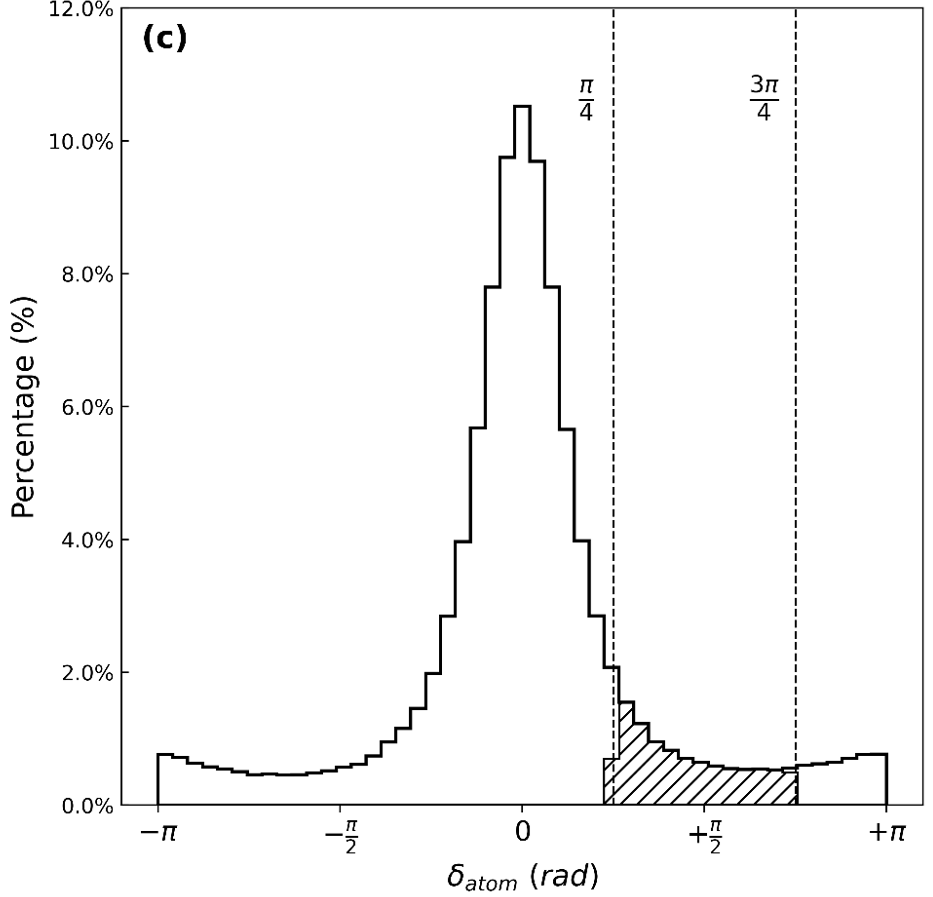 (c)
12.0%
10.0%
8.0%
6.0%
4.0%
2.0%
0.0%
Percentage (%)
π/4
3π/4
−π
−π/2
0
+π/2
+π
δ_atom (rad)